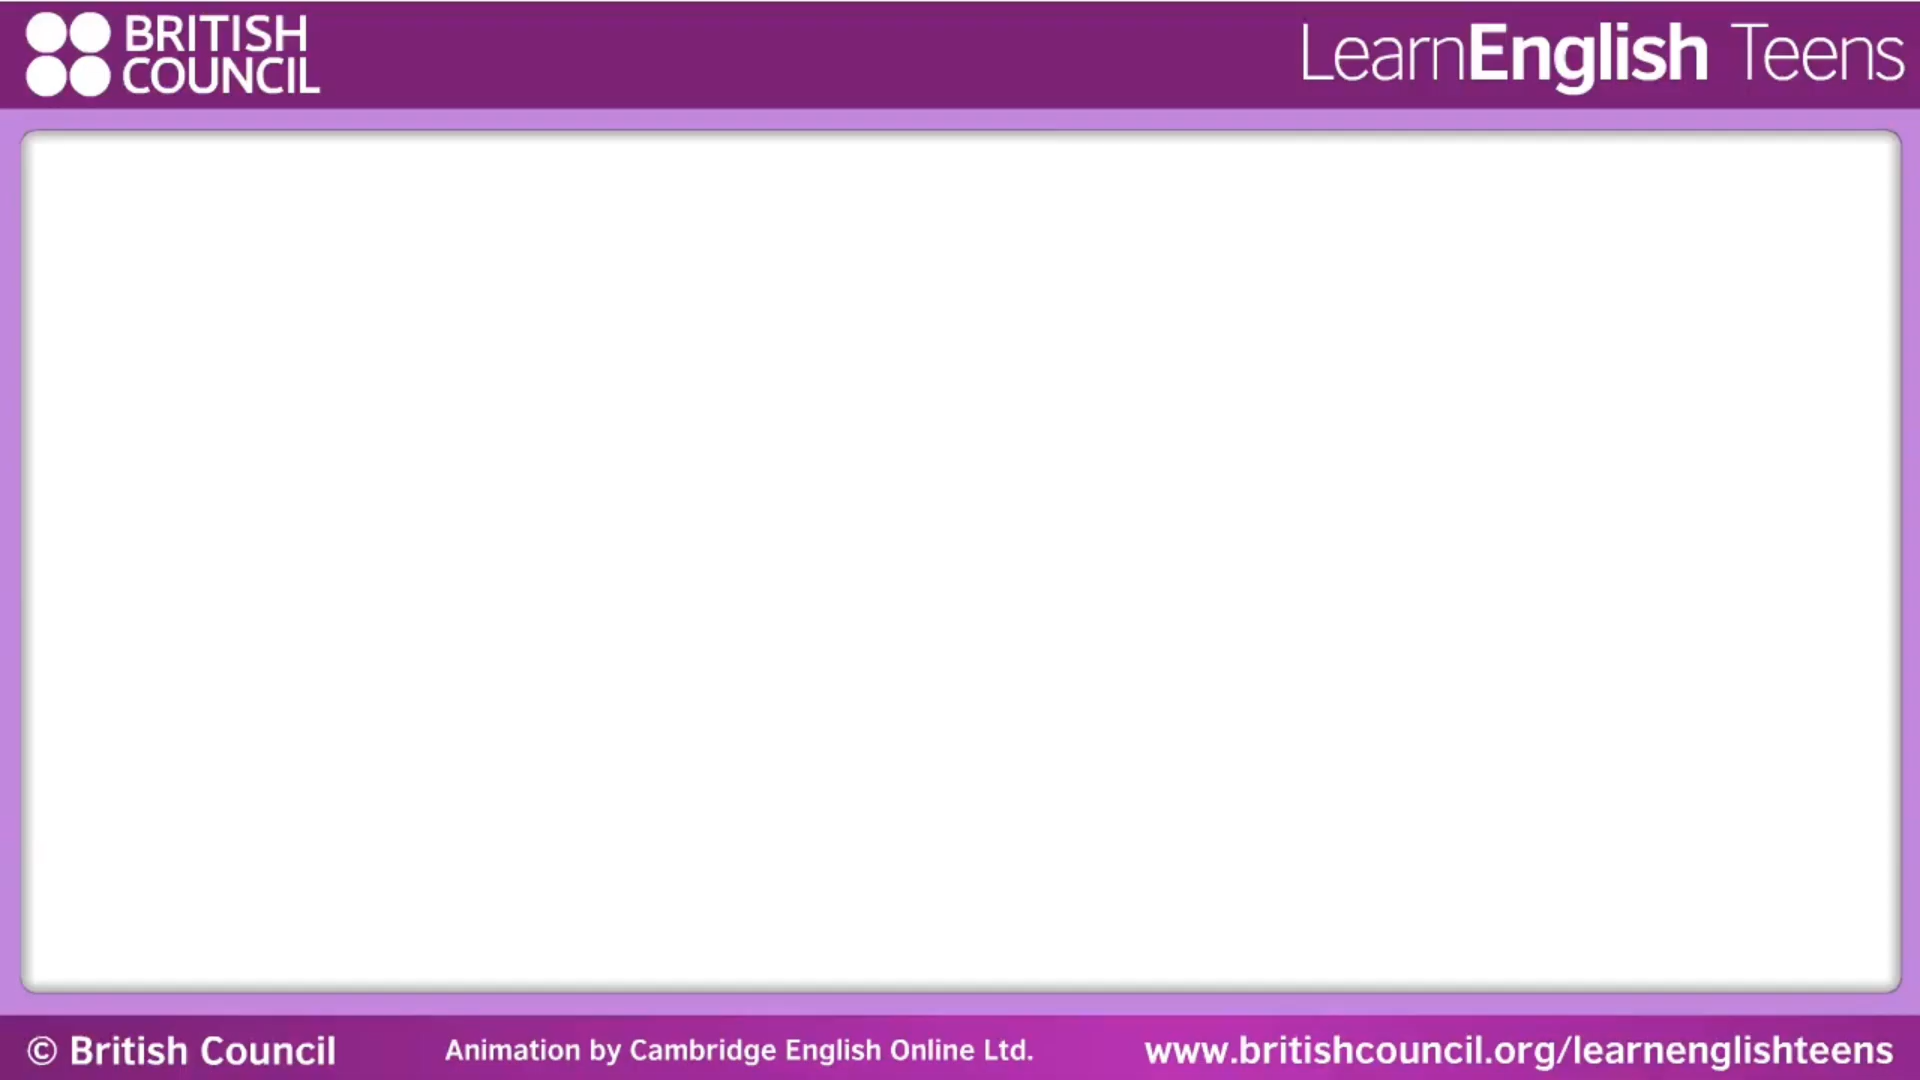 BRITISH
COUNCIL
LearnEnglish Teens
© British Council
Animation by Cambridge English Online Ltd.
www.britishcouncil.org/learnenglishteens